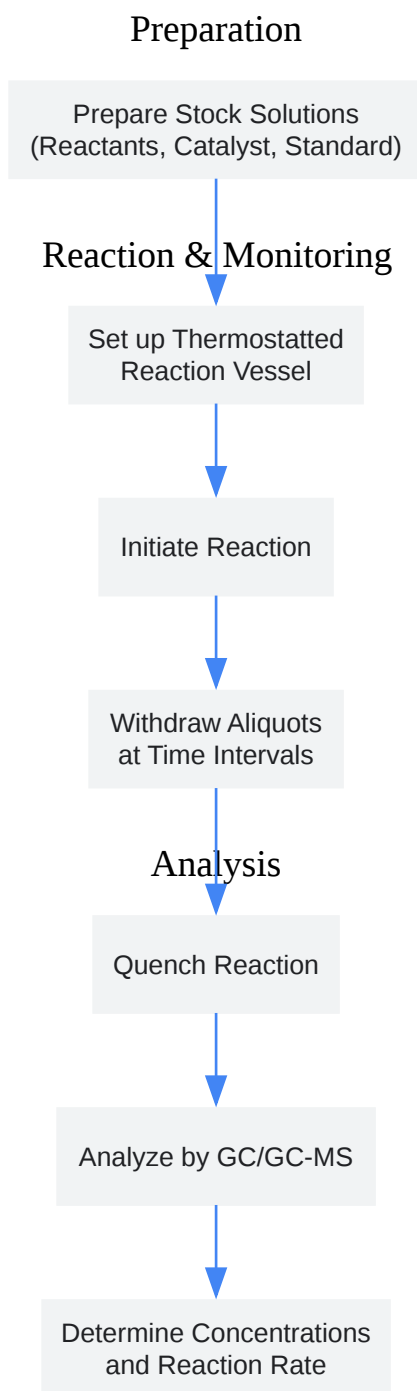 Preparation
Prepare Stock Solutions
(Reactants, Catalyst, Standard)
Reaction & Monitoring
Set up Thermostatted
Reaction Vessel
Initiate Reaction
Withdraw Aliquots
at Time Intervals
Analysis
Quench Reaction
Analyze by GC/GC-MS
Determine Concentrations
and Reaction Rate